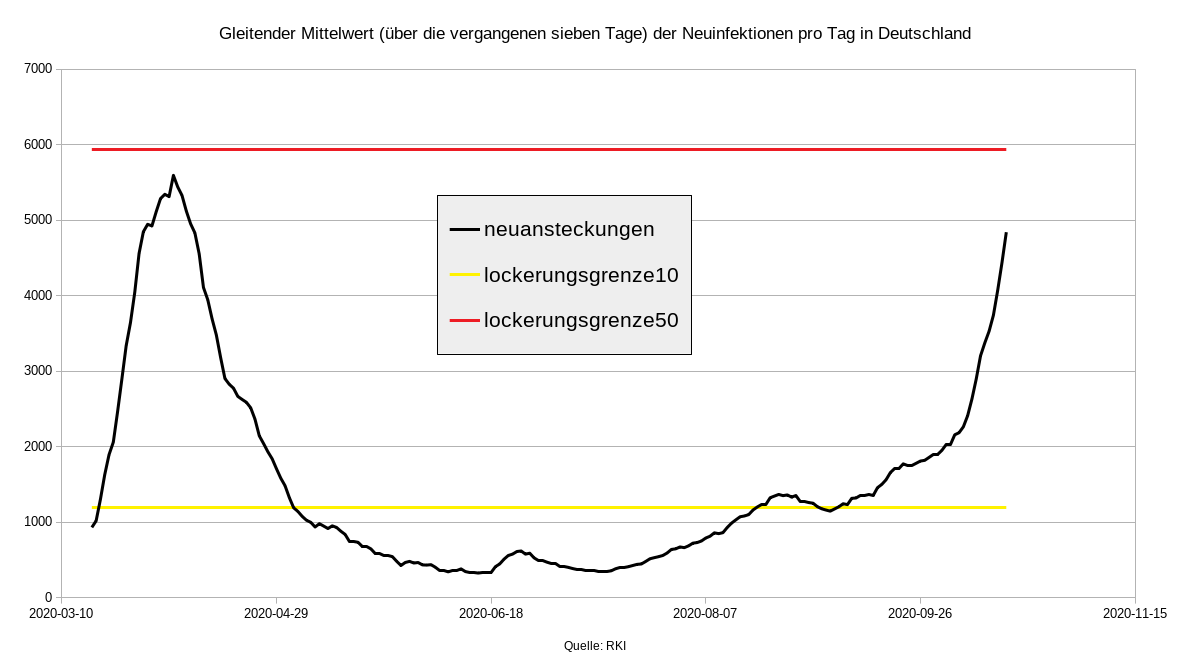 Gleitender Mittelwert (über die vergangenen sieben Tage) der Neuinfektionen pro Tag in Deutschland
7000
6000
5000
4000
3000
2000
1000
0
neuansteckungen
lockerungsgrenze10
lockerungsgrenze50
2020-03-10
2020-04-29
2020-06-18
2020-08-07
2020-09-26
2020-11-15
Quelle: RKI